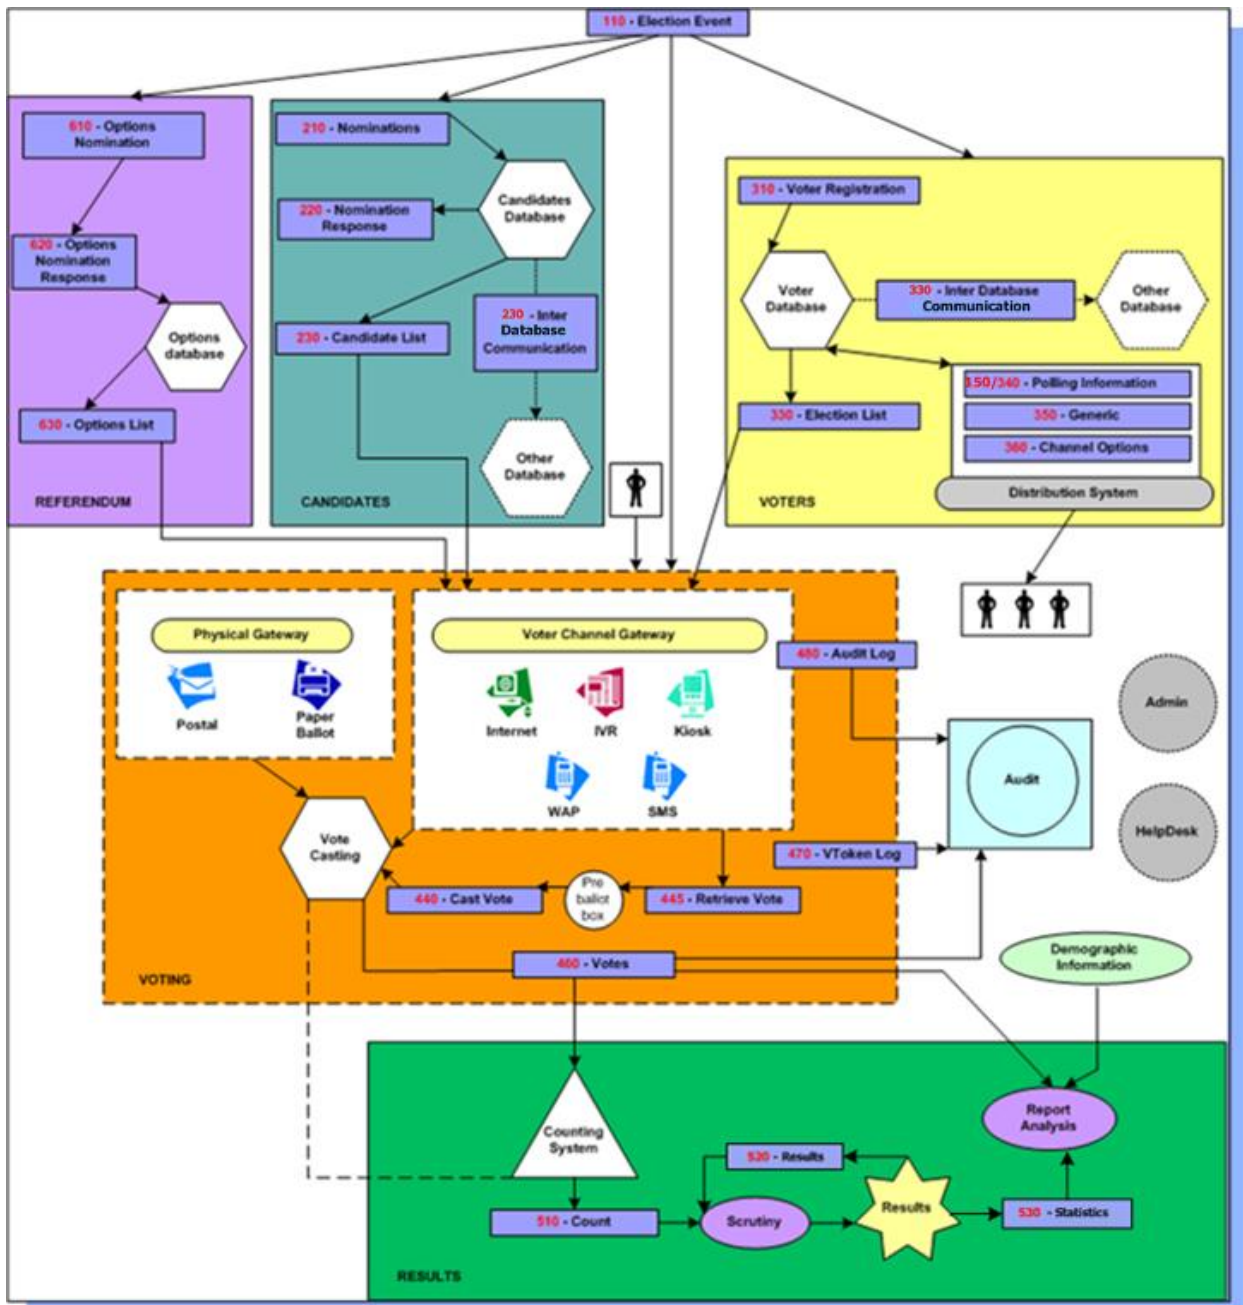 110 - Election Event
610 - Options
Nomination
620 - Options
Nomination
Response
Options
database
630 - Options List
REFERENDUM
210 - Nominations
Candidates
Database
220 - Nomination
Response
230 - Inter
Database
Communication
230 - Candidate List
Other
Database
CANDIDATES
310 - Voter Registration
Voter
Database
330 - Inter Database
Communication
Other
Database
150/340 - Polling Information
350 - Generic
360 - Channel Options
330 - Election List
Distribution System
VOTERS
Physical Gateway
Postal
Paper
Ballot
Voter Channel Gateway
Internet
IVR
Kiosk
WAP
SMS
480 - Audit Log
Admin
Audit
HelpDesk
Vote
Casting
470 - VToken Log
440 - Cast Vote
Pre
ballot
box
445 - Retrieve Vote
460 - Votes
VOTING
Demographic
Information
Counting
System
Report
Analysis
520 - Results
510 - Count
Scrutiny
Results
530 - Statistics
RESULTS